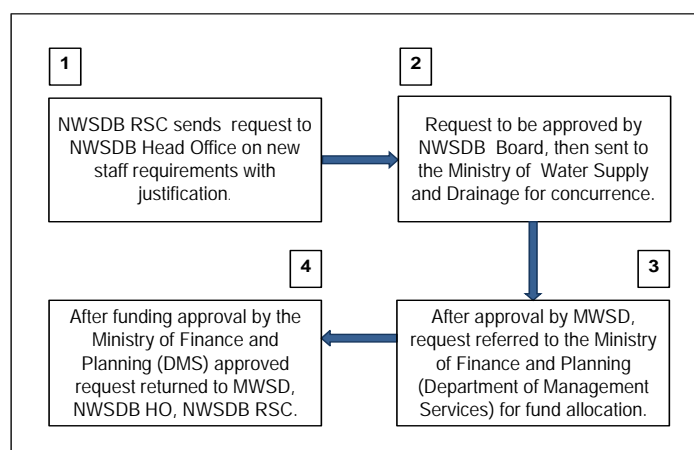 1
NWSDB RSC sends request to
NWSDB Head Office on new
staff requirements with
justification.
2
Request to be approved by
NWSDB Board, then sent to
the Ministry of Water Supply
and Drainage for concurrence.
3
After approval by MWSD,
request referred to the Ministry
of Finance and Planning
(Department of Management
Services) for fund allocation.
4
After funding approval by the
Ministry of Finance and
Planning (DMS) approved
request returned to MWSD,
NWSDB HO, NWSDB RSC.